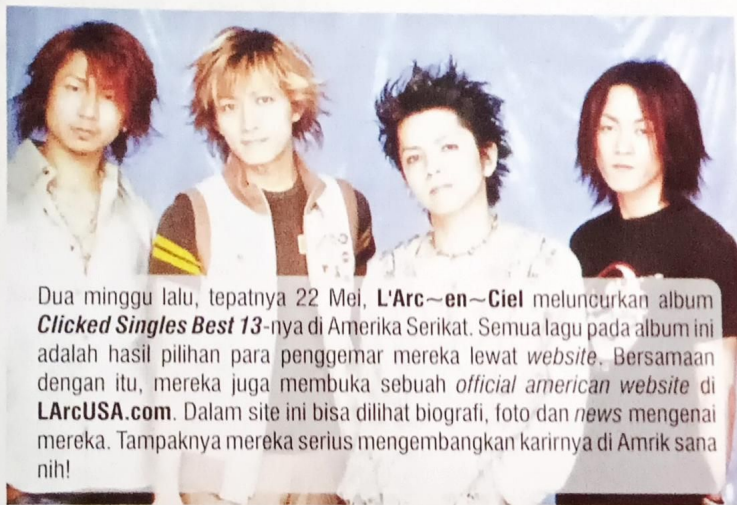 Dua minggu lalu, tepatnya 22 Mei, L'Arc~en~Ciel meluncurkan album
Clicked Singles Best 13-nya di Amerika Serikat. Semua lagu pada album ini
adalah hasil pilihan para penggemar mereka lewat website. Bersamaan
dengan itu, mereka juga membuka sebuah official american website di
LArcUSA.com. Dalam site ini bisa dilihat biografi, foto dan news mengenai
mereka. Tampaknya mereka serius mengembangkan karirnya di Amrik sana
nih!